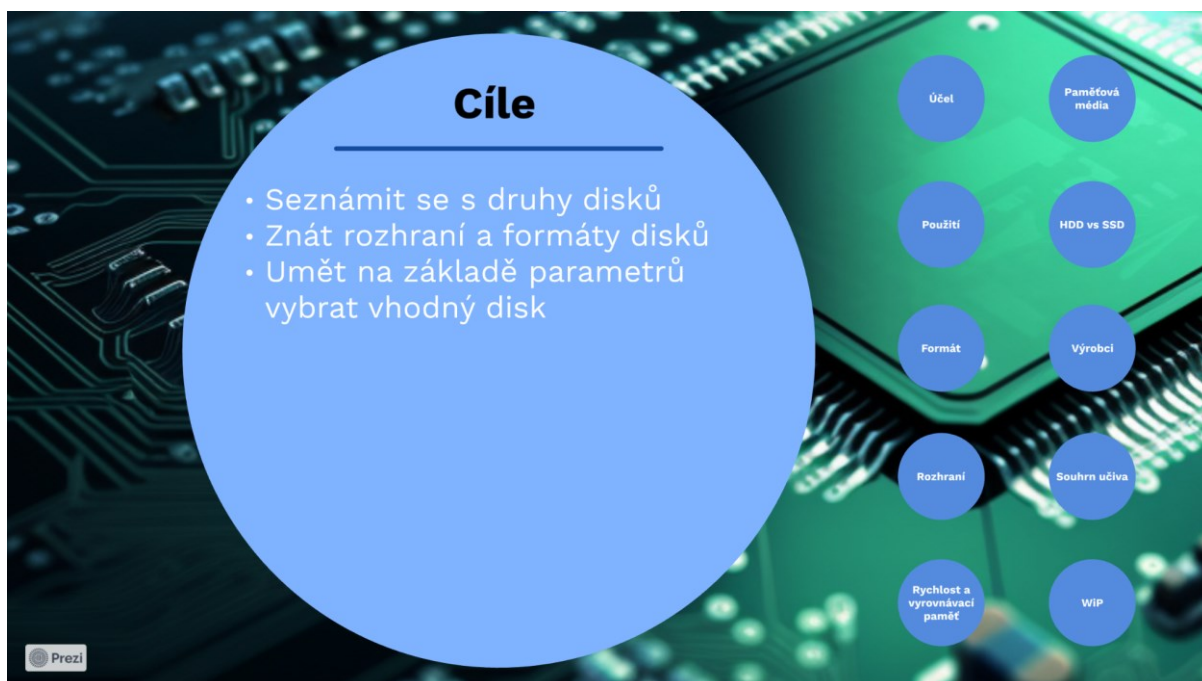 Cíle
• Seznámit se s druhy disků
• Znát rozhraní a formáty disků
• Umět na základě parametrů
vybrat vhodný disk
Účel
Paměťová
média
Použití
HDD vs SSD
Formát
Výrobci
Rozhraní
Souhrn učiva
Rychlost a
vyrovnávací
paměť
WiP
Prezi